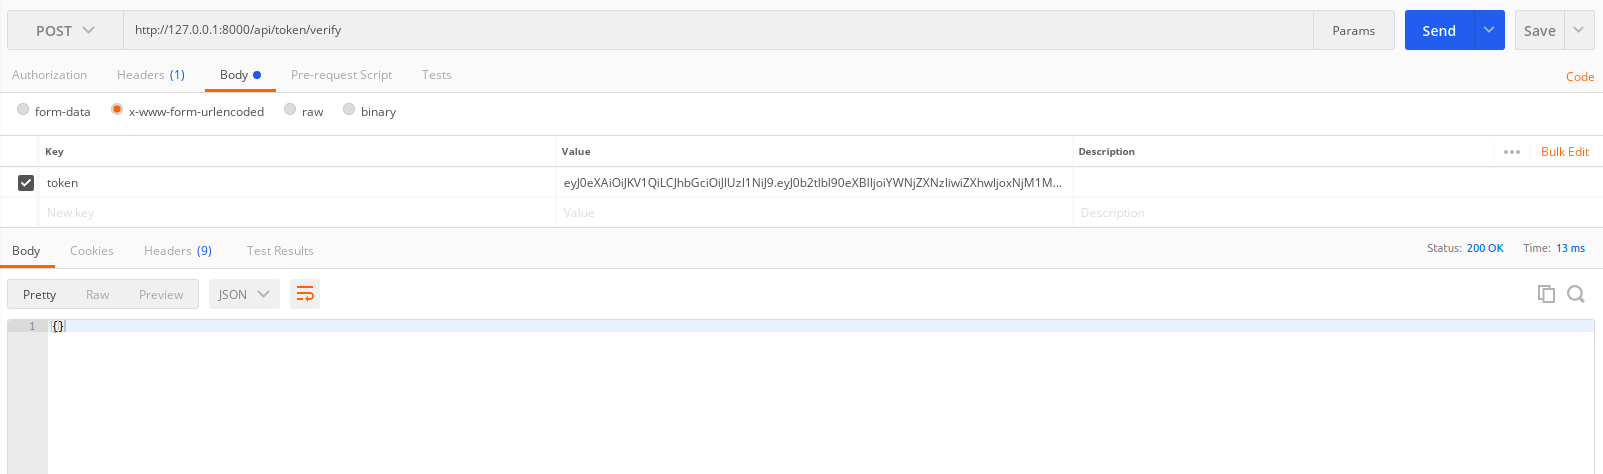 POST http://127.0.0.1:8000/api/token/verify Params Send Save
Authorization Headers (1) Body Pre-request Script Tests Code
form-data x-www-form-urlencoded raw binary
Key Value Description Bulk Edit
token eyJ0eXAiOiJKV1QiLCJhbGciOiJIUzI1NiJ9.eyJ0b2tlbl90eXBlIjoiYWNjZXNzIiwiZXhwIjoxNjM1M...
New key Value Description
Body Cookies Headers (9) Test Results Status: 200 OK Time: 13 ms
Pretty Raw Preview JSON
1 {}